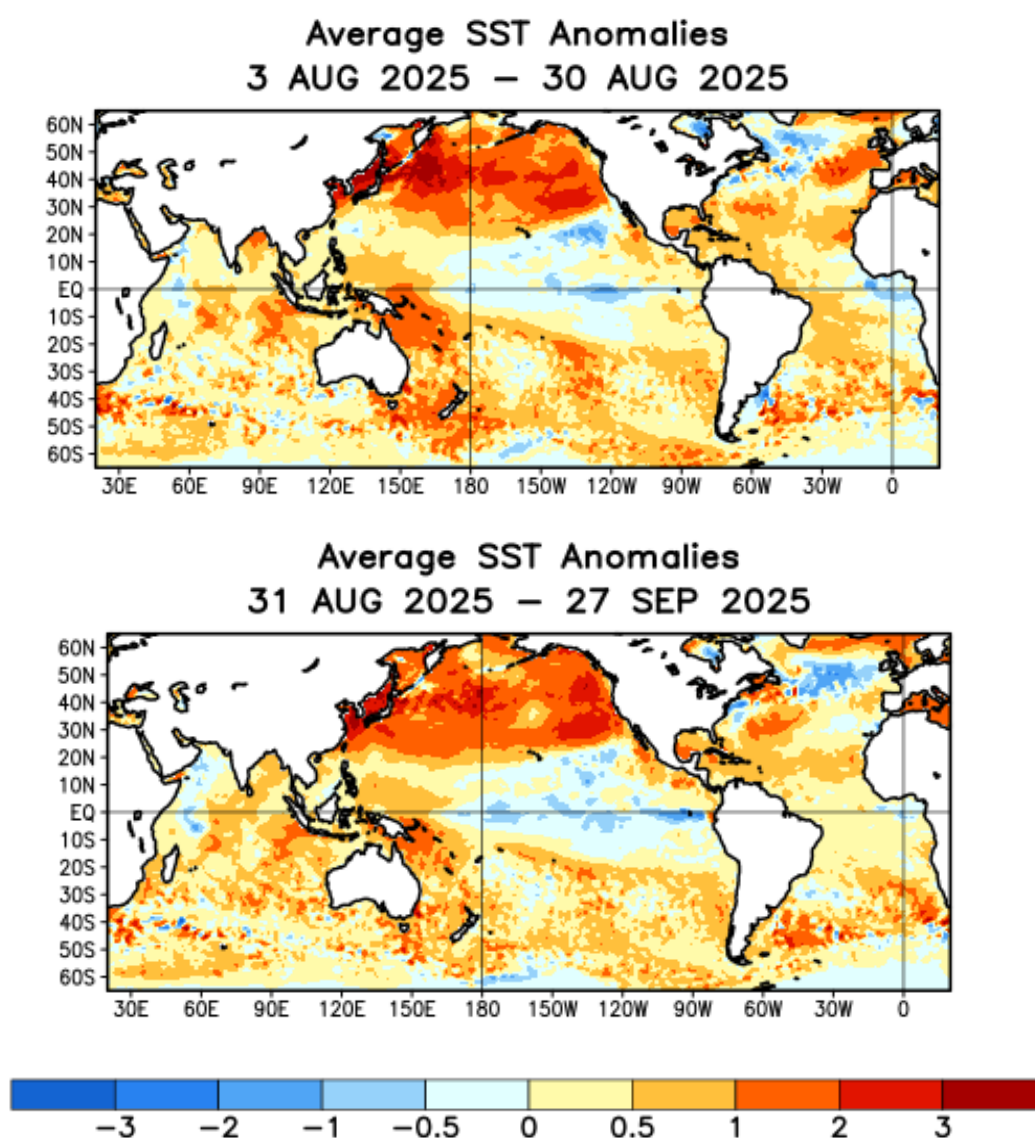 Average SST Anomalies
3 AUG 2025 – 30 AUG 2025
60N
50N
40N
30N
20N
10N
EQ
10S
20S
30S
40S
50S
60S
30E 60E 90E 120E 150E 180 150W 120W 90W 60W 30W 0
Average SST Anomalies
31 AUG 2025 – 27 SEP 2025
60N
50N
40N
30N
20N
10N
EQ
10S
20S
30S
40S
50S
60S
30E 60E 90E 120E 150E 180 150W 120W 90W 60W 30W 0
−3 −2 −1 −0.5 0 0.5 1 2 3